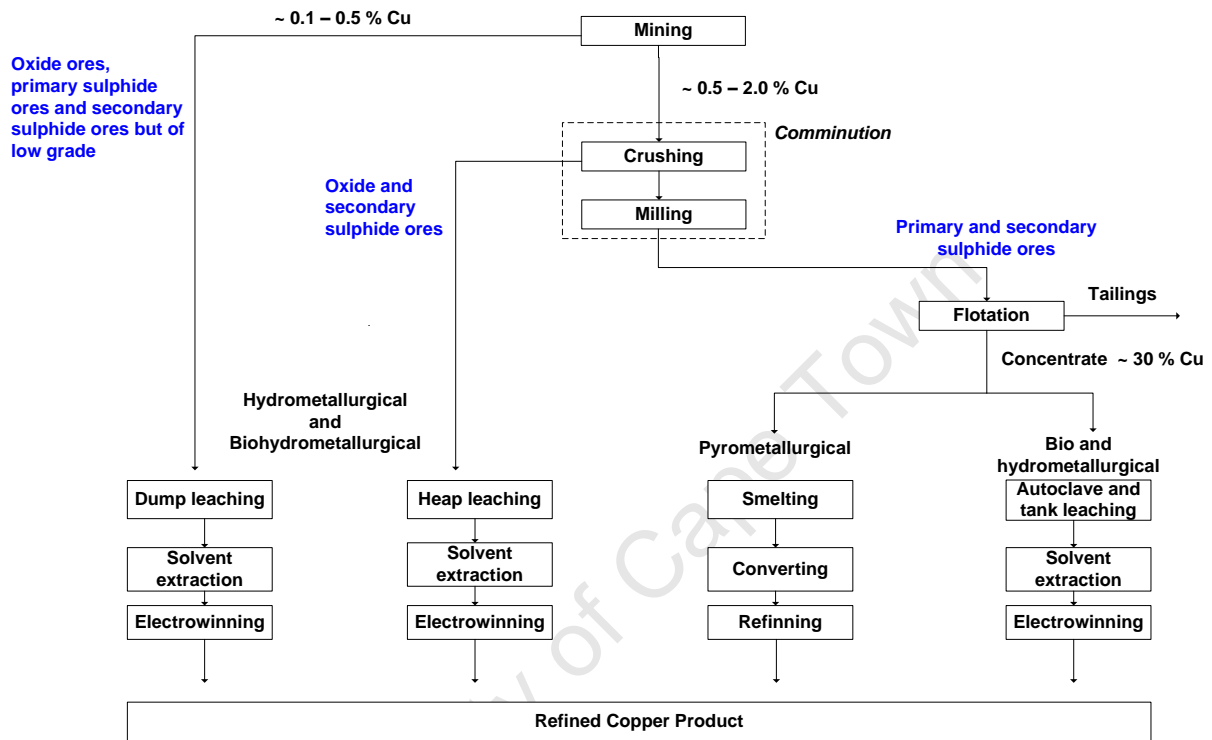 ~ 0.1 – 0.5 % Cu
Mining
Oxide ores,
primary sulphide
ores and secondary
sulphide ores but of
low grade
~ 0.5 – 2.0 % Cu
Comminution
Crushing
Milling
Oxide and
secondary
sulphide ores
Primary and secondary
sulphide ores
Flotation
Tailings
Concentrate ~ 30 % Cu
Hydrometallurgical
and
Biohydrometallurgical
Pyrometallurgical
Bio and
hydrometallurgical
Dump leaching
Heap leaching
Smelting
Autoclave and
tank leaching
Solvent
extraction
Solvent
extraction
Converting
Solvent
extraction
Electrowinning
Electrowinning
Refinning
Electrowinning
Refined Copper Product
y of Cape Town